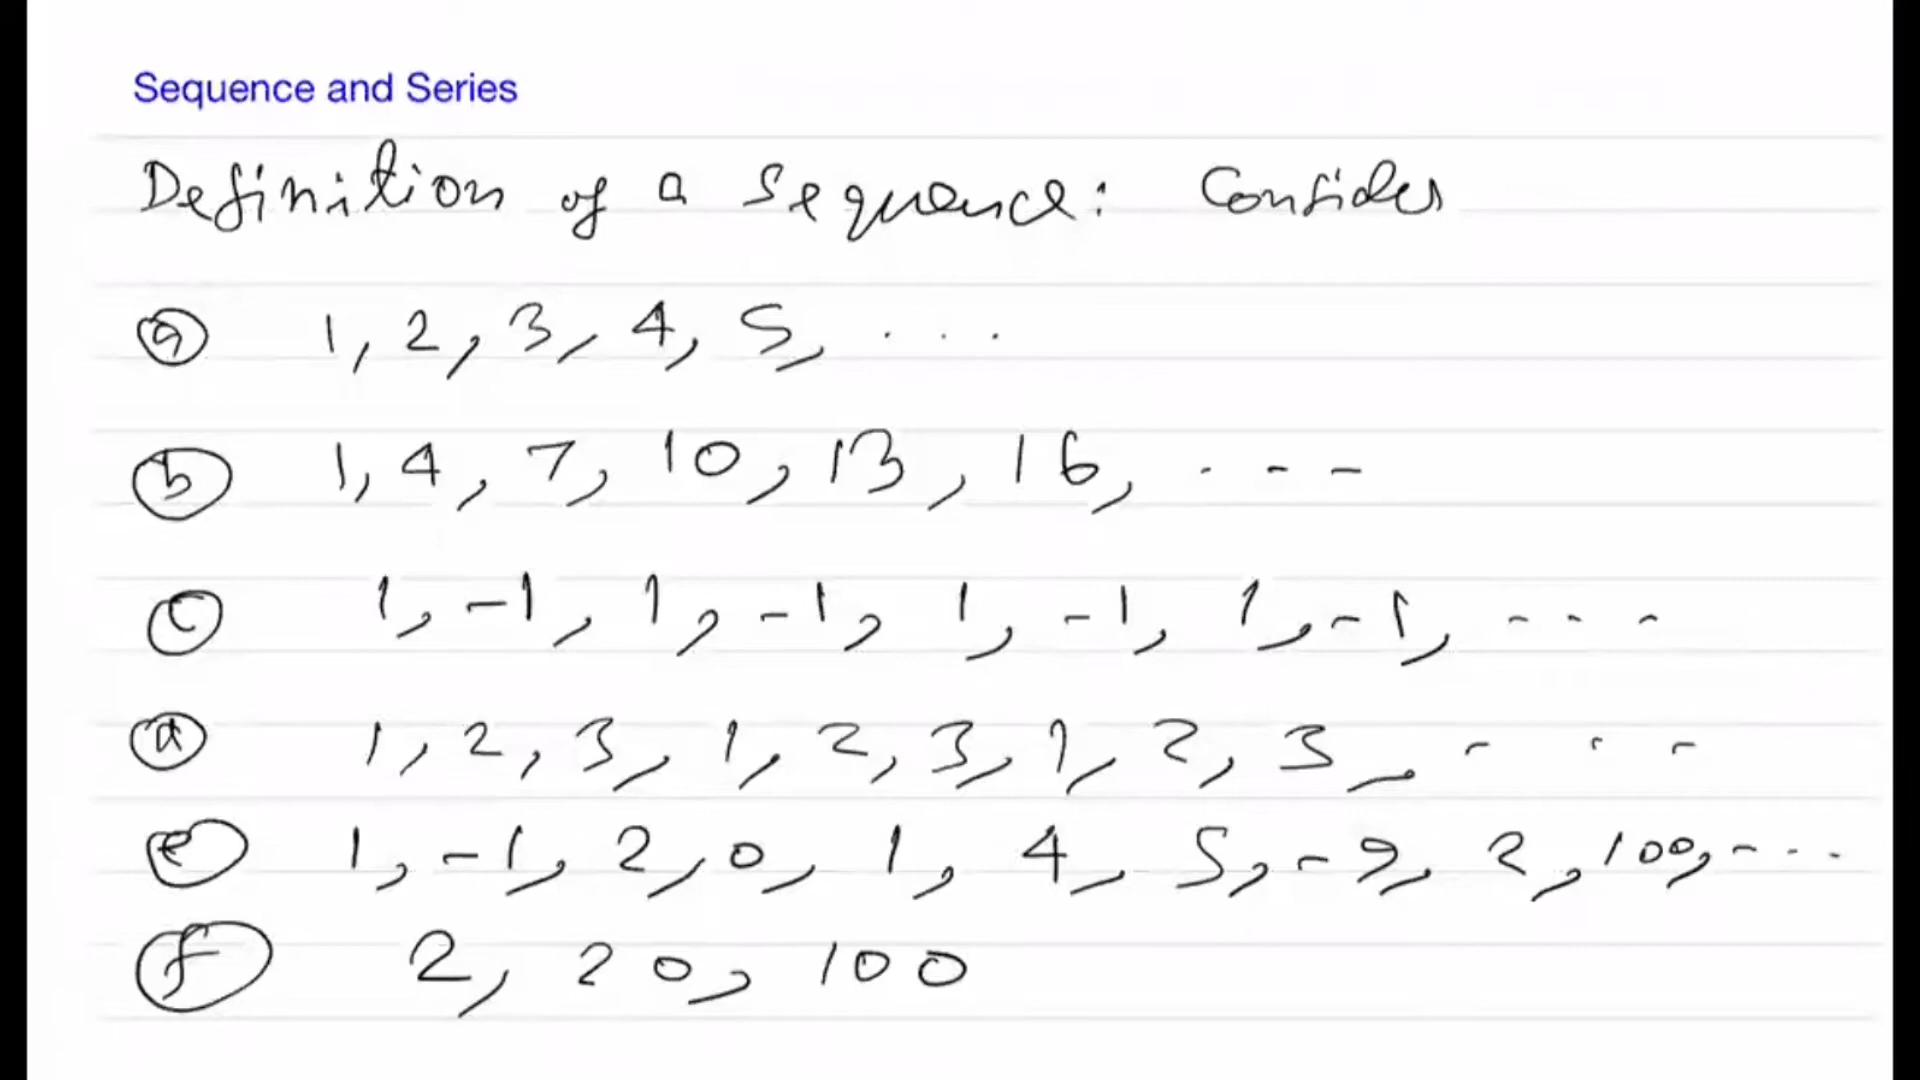 Sequence and Series
Definition of a sequence: Consider
(a) 1, 2, 3, 4, 5, ...
(b) 1, 4, 7, 10, 13, 16, ...
(c) 1, -1, 1, -1, 1, -1, 1, -1, ...
(d) 1, 2, 3, 1, 2, 3, 1, 2, 3, ...
(e) 1, -1, 2, 0, 1, 4, 5, -9, 2, 100, ...
(f) 2, 20, 100